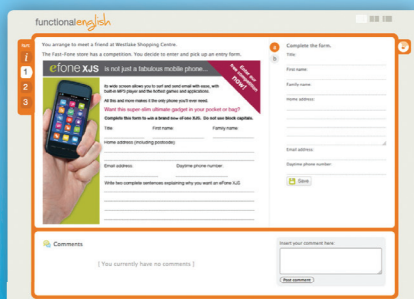 functionalenglish
You arrange to meet a friend at Westlake Shopping Centre.
The Fast-Fone store has a competition. You decide to enter and pick up an entry form.
i
1
2
3
efone XJS is not just a fabulous mobile phone...
Enter our
free competition
now!
Its wide screen allows you to surf and send email with ease, with
built-in MP3 player and the hottest games and applications.
All this and more makes it the only phone you'll ever need.
Want this super-slim ultimate gadget in your pocket or bag?
Complete this form to win a brand new efone XJS. Do not use block capitals.
Title: First name: Family name:
Home address (including postcode):
Email address: Daytime phone number:
Write two complete sentences explaining why you want an eFone XJS
a
b
Complete the form.
Title:
First name:
Family name:
Home address:
Email address:
Daytime phone number:
Save
Comments
[ You currently have no comments ]
Insert your comment here:
Post comment